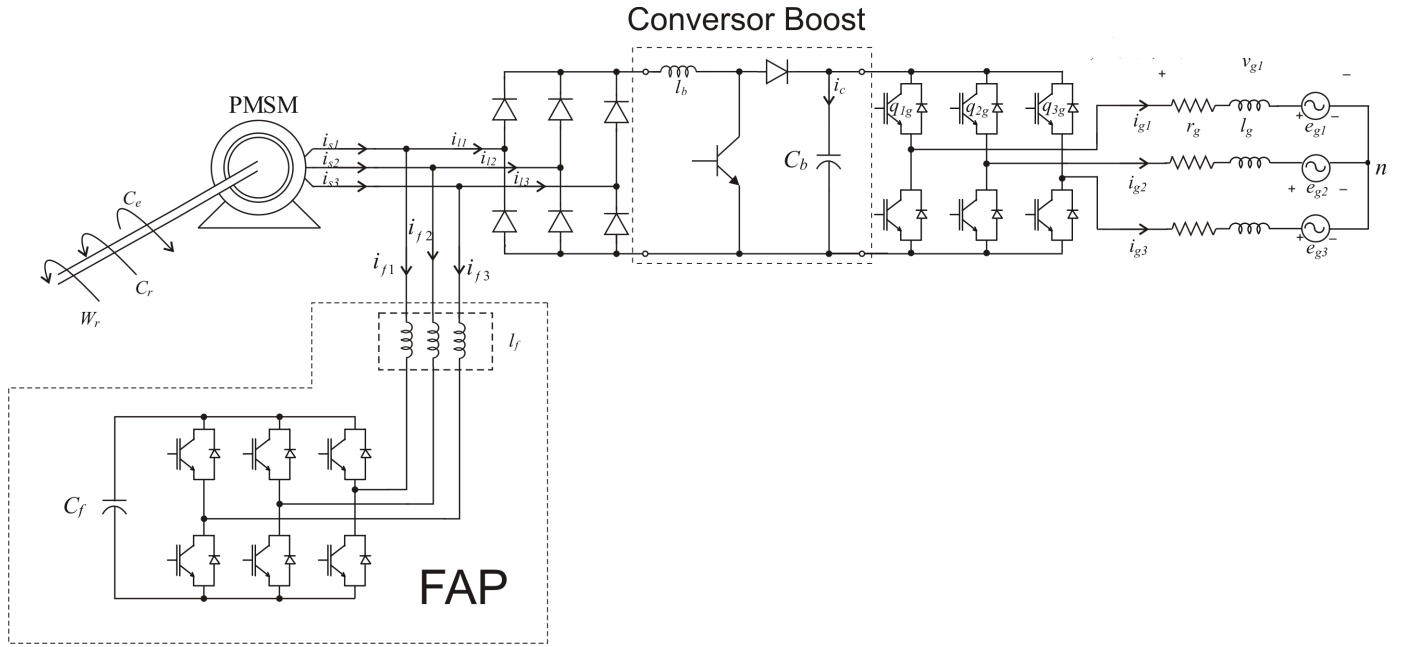 Conversor Boost
PMSM
i_s1
i_s2
i_s3
i_l1
i_l2
i_l3
l_b
i_c
C_b
q_1g
q_2g
q_3g
+ v_g1 −
i_g1
r_g
l_g
+ e_g1 −
i_g2
+ e_g2 −
n
i_g3
+ e_g3 −
C_e
C_r
W_r
i_f1
i_f2
i_f3
l_f
C_f
FAP